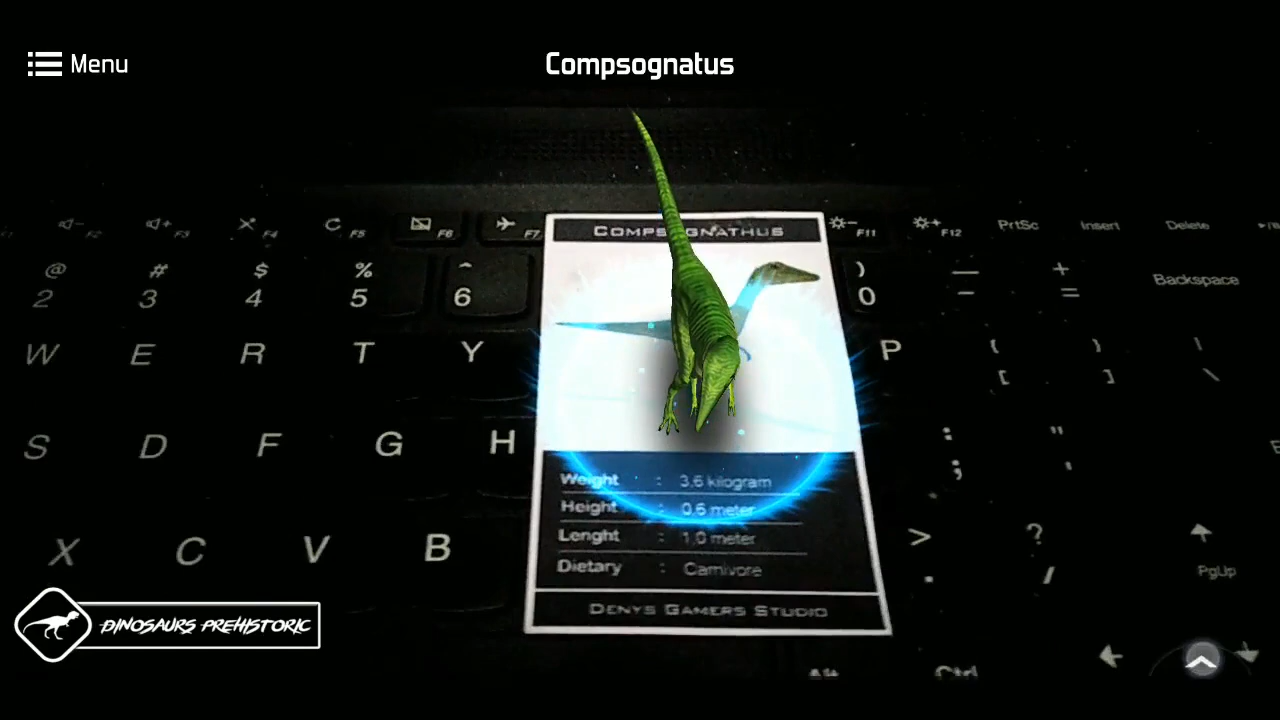 Menu
Compsognatus
COMPSOGNATHUS
F2 F3 F4 F5 F6 F7 F11 F12 PrtSc Insert Delete
@ # $ % ^ ) — +
2 3 4 5 6 0 - = Backspace
W E R T Y P { } |
[ ] \
S D F G H : "
; '
Weight : 3.6 kilogram
Height : 0.6 meter
Lenght : 1.0 meter
Dietary : Carnivore
X C V B > ?
. /
PgUp
DENYS GAMERS STUDIO
DINOSAURS PREHISTORIC
Alt Ctrl